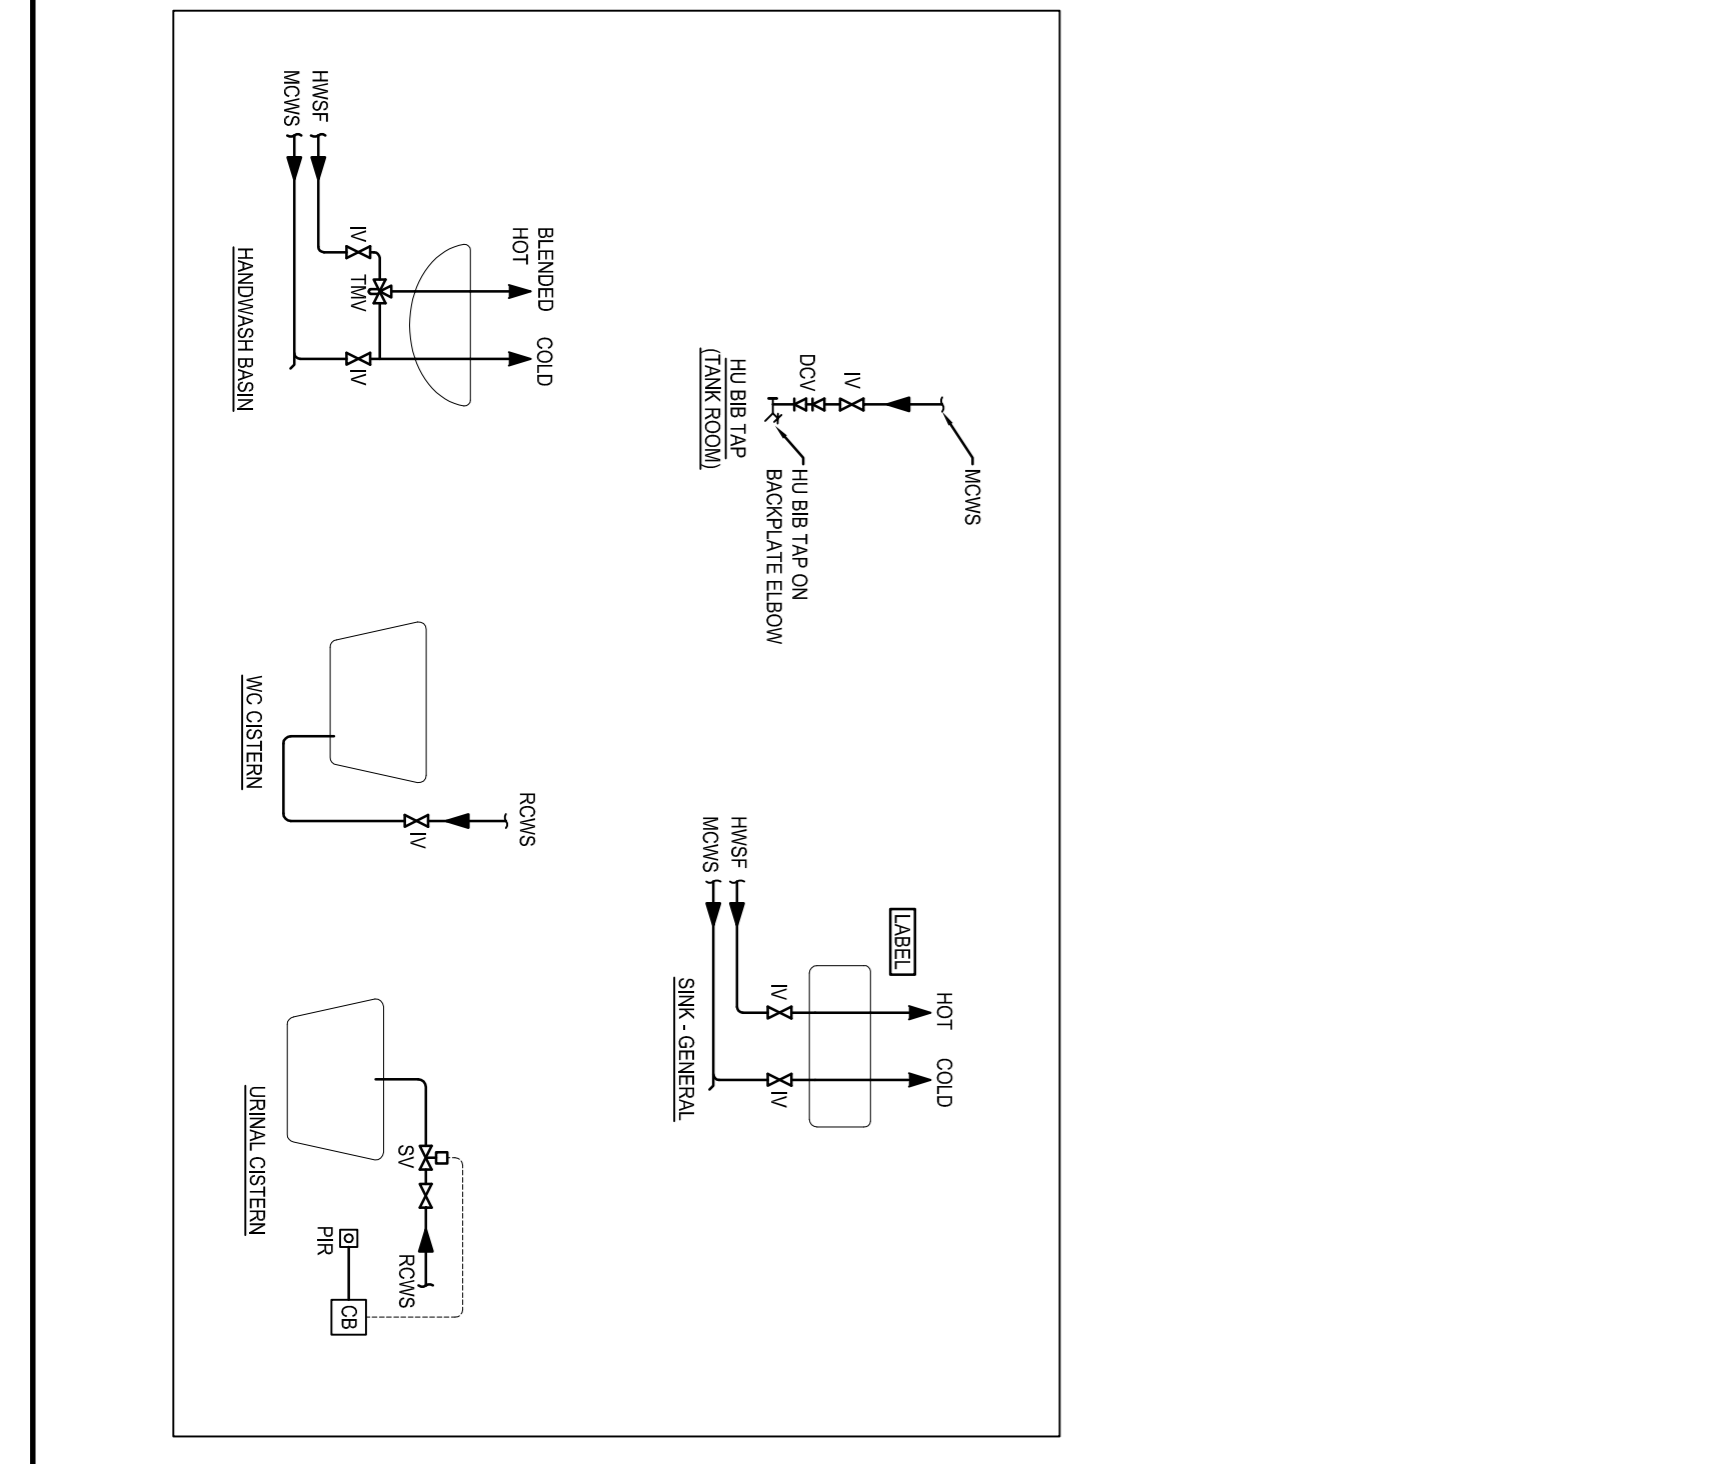 MCWS
IV
DCV
HU BIB TAP ON
BACKPLATE ELBOW
HU BIB TAP
(TANK ROOM)
LABEL
HOT
COLD
HWSF
MCWS
IV
IV
SINK - GENERAL
BLENDED
HOT
COLD
HWSF
MCWS
IV
TMV
IV
HANDWASH BASIN
RCWS
IV
WC CISTERN
SV
RCWS
PIR
CB
URINAL CISTERN